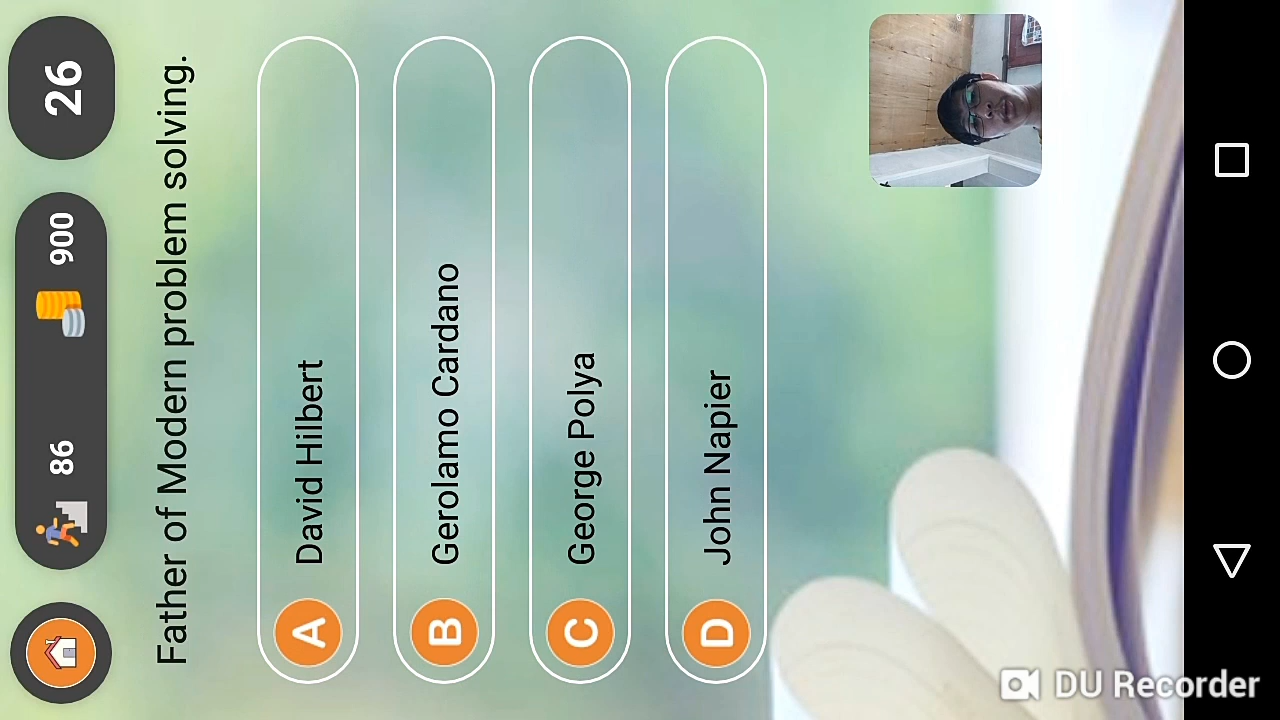 86
900
26
Father of Modern problem solving.
A David Hilbert
B Gerolamo Cardano
C George Polya
D John Napier
DU Recorder